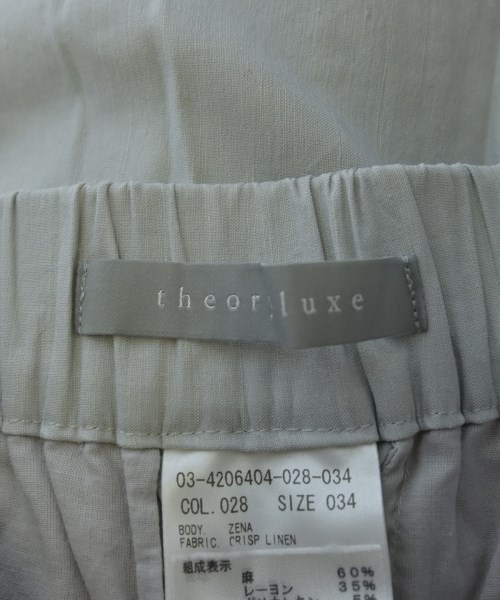 theory luxe
03-4206404-028-034
COL. 028 SIZE 034
BODY. ZENA
FABRIC. CRISP LINEN
組成表示
麻 60%
レーヨン 35%
5%